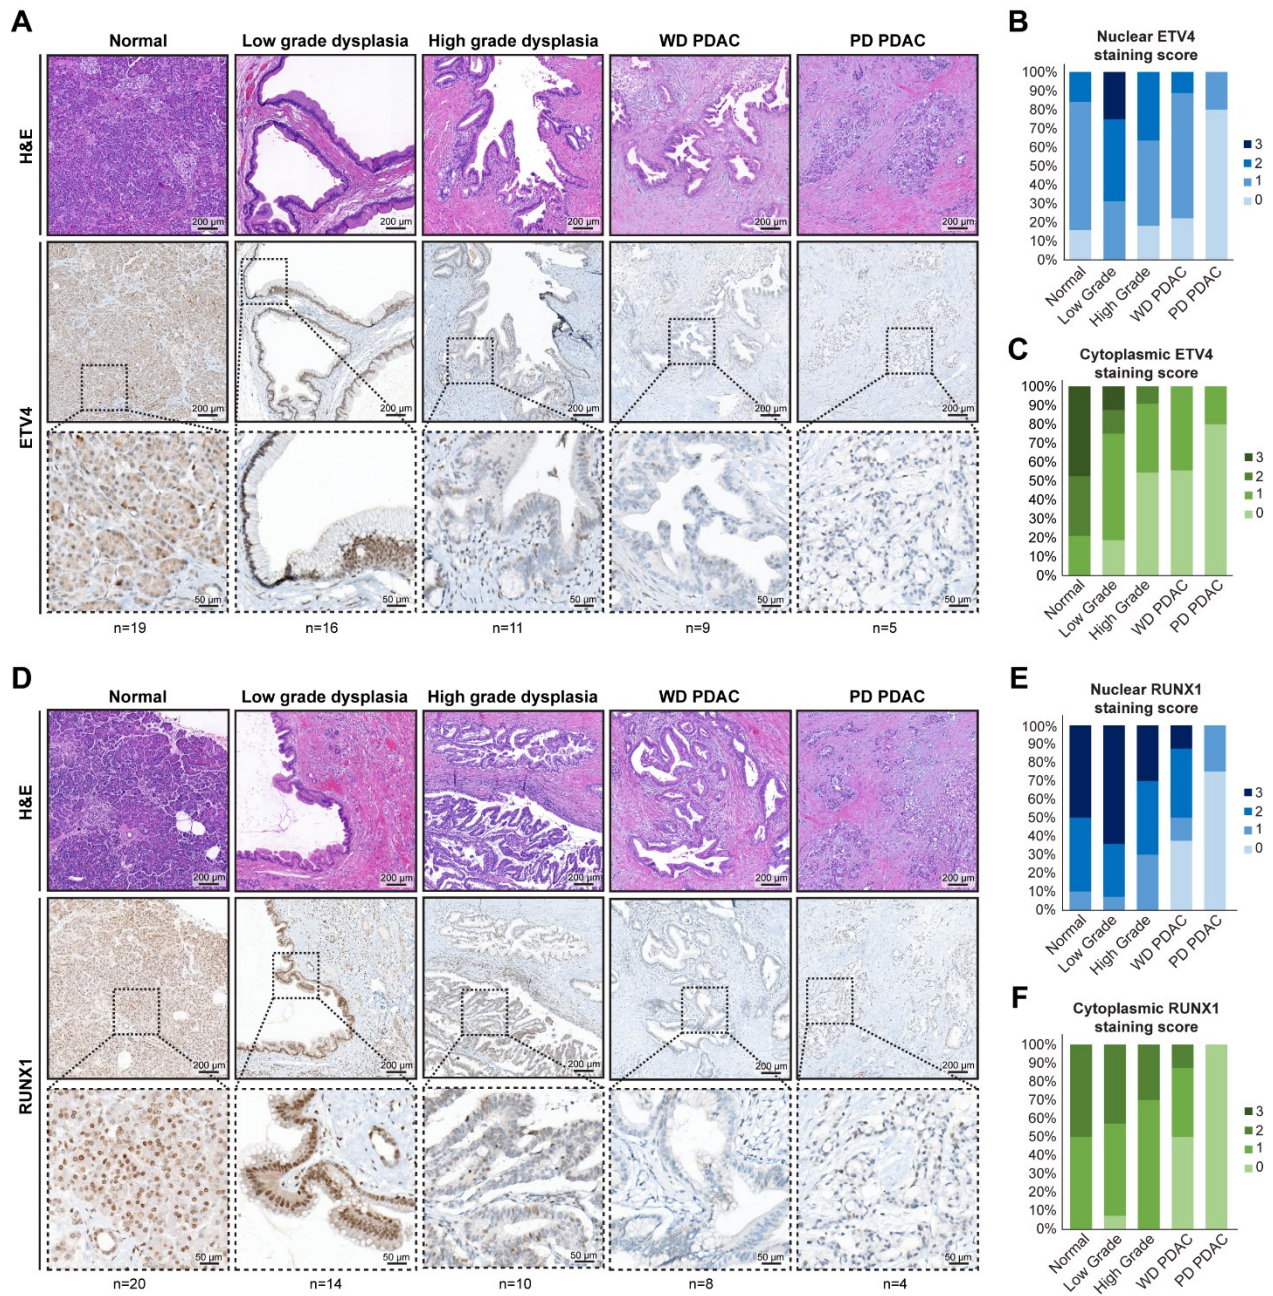 A
Normal
Low grade dysplasia
High grade dysplasia
WD PDAC
PD PDAC
H&E
200 µm
200 µm
200 µm
200 µm
200 µm
ETV4
200 µm
200 µm
200 µm
200 µm
200 µm
50 µm
50 µm
50 µm
50 µm
50 µm
n=19
n=16
n=11
n=9
n=5
B
Nuclear ETV4
staining score
100%
90%
80%
70%
60%
50%
40%
30%
20%
10%
0%
3
2
1
0
Normal
Low Grade
High Grade
WD PDAC
PD PDAC
C
Cytoplasmic ETV4
staining score
100%
90%
80%
70%
60%
50%
40%
30%
20%
10%
0%
3
2
1
0
Normal
Low Grade
High Grade
WD PDAC
PD PDAC
D
Normal
Low grade dysplasia
High grade dysplasia
WD PDAC
PD PDAC
H&E
200 µm
200 µm
200 µm
200 µm
200 µm
RUNX1
200 µm
200 µm
200 µm
200 µm
200 µm
50 µm
50 µm
50 µm
50 µm
50 µm
n=20
n=14
n=10
n=8
n=4
E
Nuclear RUNX1
staining score
100%
90%
80%
70%
60%
50%
40%
30%
20%
10%
0%
3
2
1
0
Normal
Low Grade
High Grade
WD PDAC
PD PDAC
F
Cytoplasmic RUNX1
staining score
100%
90%
80%
70%
60%
50%
40%
30%
20%
10%
0%
3
2
1
0
Normal
Low Grade
High Grade
WD PDAC
PD PDAC